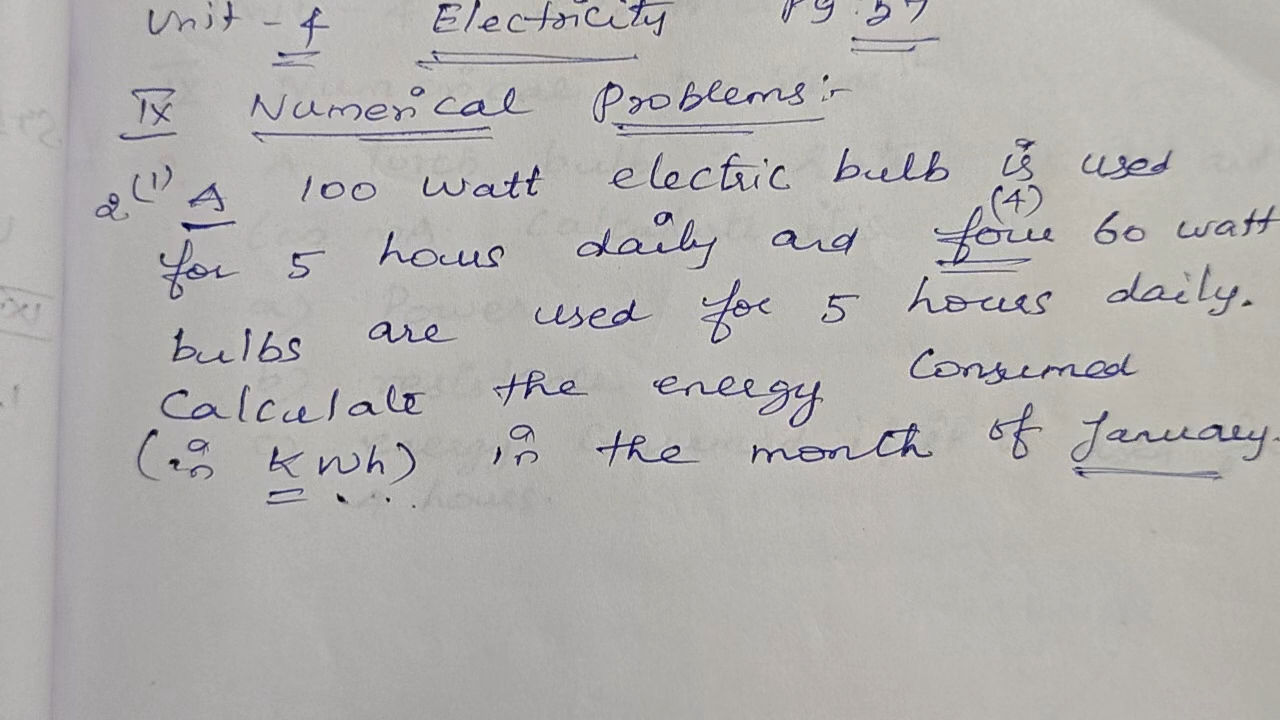 Unit - 4 Electricity Pg 57
IX Numerical Problems :-
2 (1) A 100 watt electric bulb is used
for 5 hours daily and four (4) 60 watt
bulbs are used for 5 hours daily.
Calculate the energy consumed
(in KWh) in the month of January.